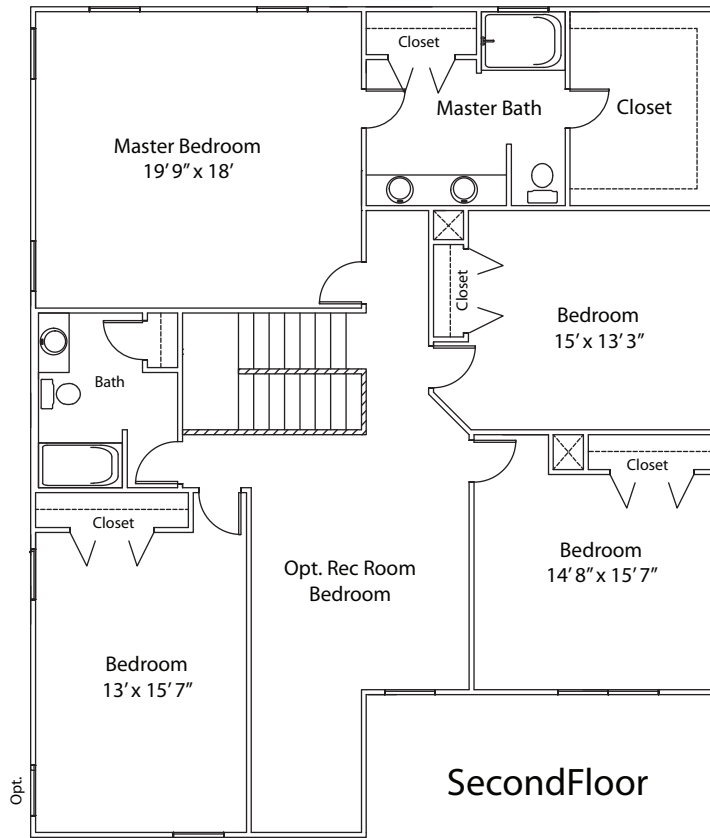 Closet
Master Bath
Closet
Master Bedroom
19' 9" x 18'
Closet
Bedroom
15' x 13' 3"
Bath
Closet
Closet
Bedroom
14' 8" x 15' 7"
Opt. Rec Room
Bedroom
Bedroom
13' x 15' 7"
Opt.
SecondFloor